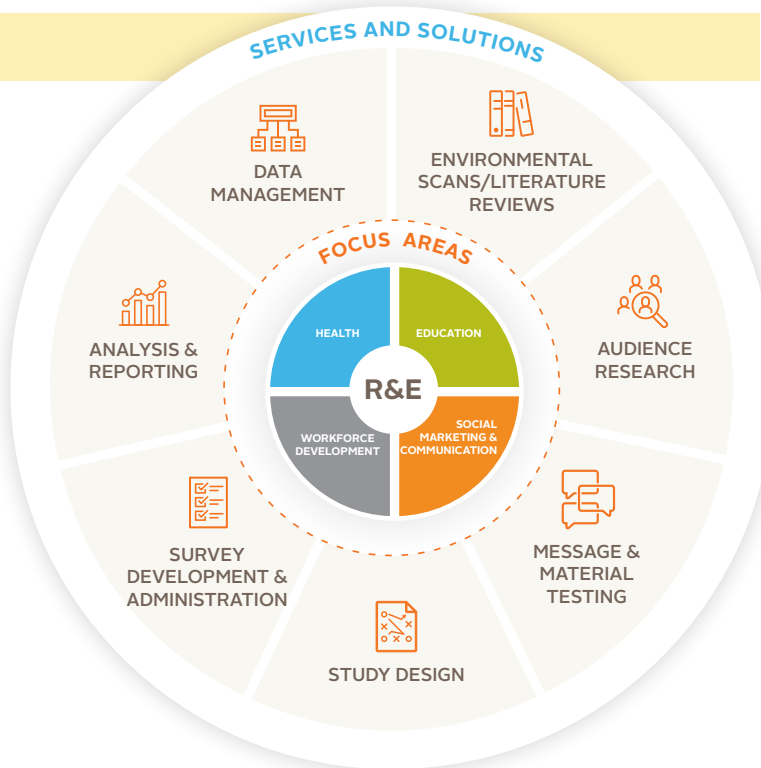 SERVICES AND SOLUTIONS
DATA
MANAGEMENT
ENVIRONMENTAL
SCANS/LITERATURE
REVIEWS
FOCUS AREAS
ANALYSIS &
REPORTING
HEALTH
EDUCATION
AUDIENCE
RESEARCH
R&E
WORKFORCE
DEVELOPMENT
SOCIAL
MARKETING &
COMMUNICATION
SURVEY
DEVELOPMENT &
ADMINISTRATION
MESSAGE &
MATERIAL
TESTING
STUDY DESIGN